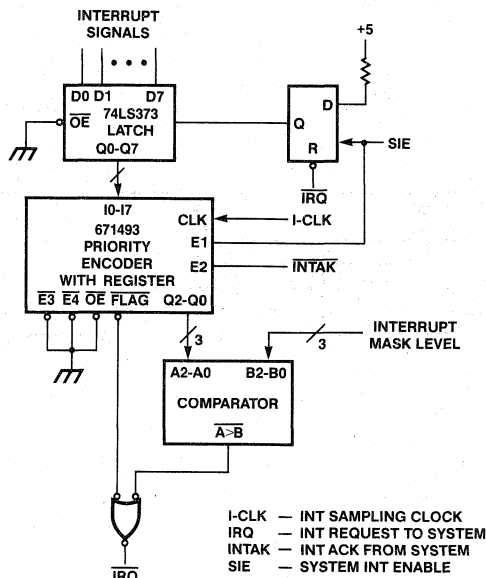 INTERRUPT
SIGNALS
+5
D0 D1 • • • D7
74LS373
OE
LATCH
Q0-Q7
D
Q
R
SIE
IRQ
I0-I7
671493
PRIORITY
ENCODER
WITH REGISTER
CLK
I-CLK
E1
E2
INTAK
E3 E4 OE FLAG Q2-Q0
3
3
INTERRUPT
MASK LEVEL
A2-A0 B2-B0
COMPARATOR
A>B
IRQ
I-CLK — INT SAMPLING CLOCK
IRQ — INT REQUEST TO SYSTEM
INTAK — INT ACK FROM SYSTEM
SIE — SYSTEM INT ENABLE